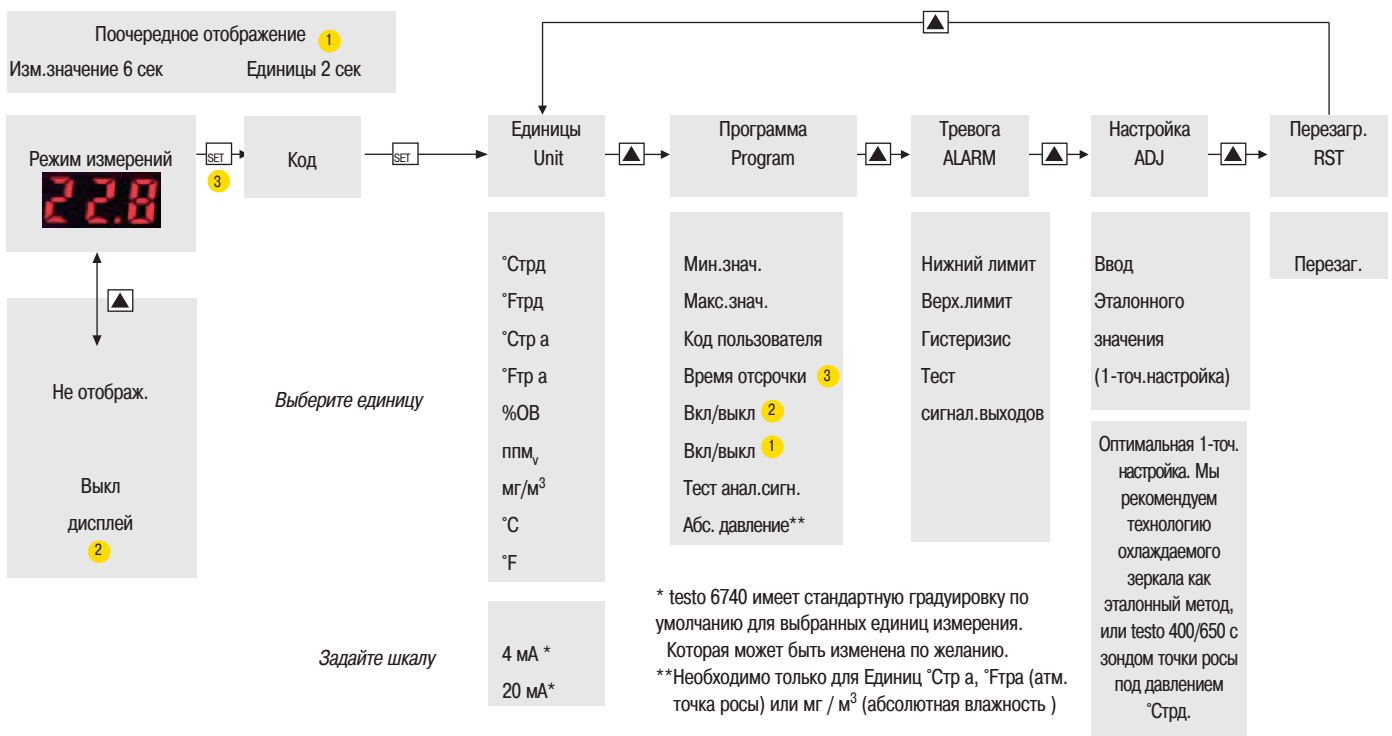 Поочередное отображение 1
Изм.значение 6 сек Единицы 2 сек
Режим измерений
22.8
SET
3
Код
SET
Единицы
Unit
Программа
Program
Тревога
ALARM
Настройка
ADJ
Перезагр.
RST
Не отображ.
Выкл
дисплей
2
Выберите единицу
°Cтрд
°Fтрд
°Cтр а
°Fтр а
%ОВ
ппмv
мг/м3
°C
°F
Задайте шкалу
4 мА *
20 мА*
Мин.знач.
Макс.знач.
Код пользователя
Время отсрочки 3
Вкл/выкл 2
Вкл/выкл 1
Тест анал.сигн.
Абс. давление**
Нижний лимит
Верх.лимит
Гистеризис
Тест
сигнал.выходов
Ввод
Эталонного
значения
(1-точ.настройка)
Оптимальная 1-точ.
настройка. Мы
рекомендуем
технологию
охлаждаемого
зеркала как
эталонный метод,
или testo 400/650 с
зондом точки росы
под давлением
°Cтрд.
Перезаг.
* testo 6740 имеет стандартную градуировку по
умолчанию для выбранных единиц измерения.
Которая может быть изменена по желанию.
**Необходимо только для Единиц °Cтр а, °Fтра (атм.
точка росы) или мг / м3 (абсолютная влажность )